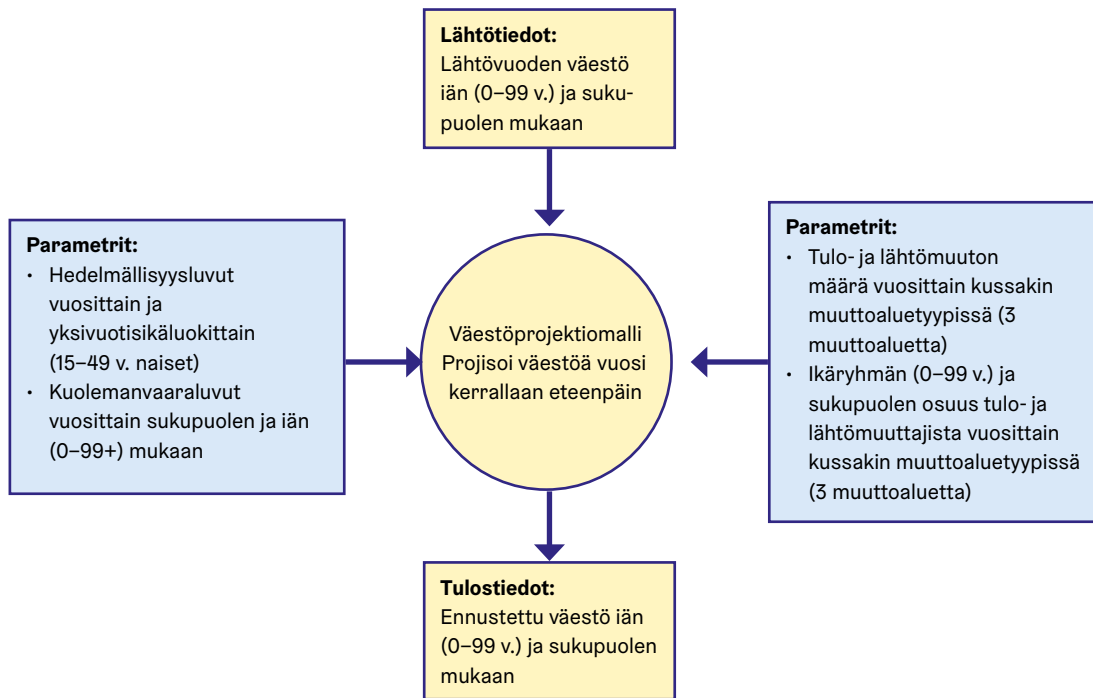 Lähtötiedot:
Lähtövuoden väestö
iän (0–99 v.) ja suku-
puolen mukaan
Parametrit:
• Hedelmällisyysluvut
vuosittain ja
yksivuotisikäluokittain
(15–49 v. naiset)
• Kuolemanvaaraluvut
vuosittain sukupuolen ja iän
(0–99+) mukaan
Väestöprojektiomalli
Projisoi väestöä vuosi
kerrallaan eteenpäin
Parametrit:
• Tulo- ja lähtömuuton
määrä vuosittain kussakin
muuttoaluetyypissä (3
muuttoaluetta)
• Ikäryhmän (0–99 v.) ja
sukupuolen osuus tulo- ja
lähtömuuttajista vuosittain
kussakin muuttoaluetyypissä
(3 muuttoaluetta)
Tulostiedot:
Ennustettu väestö iän
(0–99 v.) ja sukupuolen
mukaan